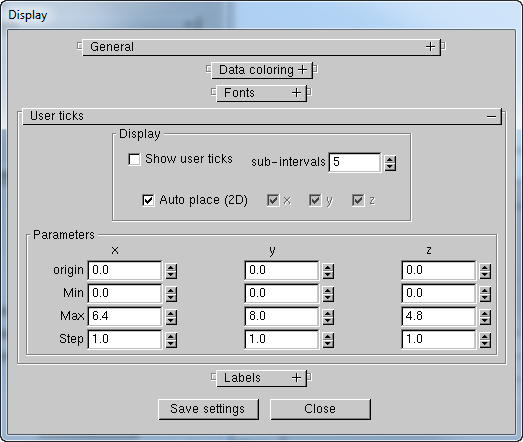 Display
General +
Data coloring +
Fonts +
User ticks −
Display
Show user ticks sub-intervals 5
Auto place (2D) x y z
Parameters
x y z
origin 0.0 0.0 0.0
Min 0.0 0.0 0.0
Max 6.4 8.0 4.8
Step 1.0 1.0 1.0
Labels +
Save settings Close